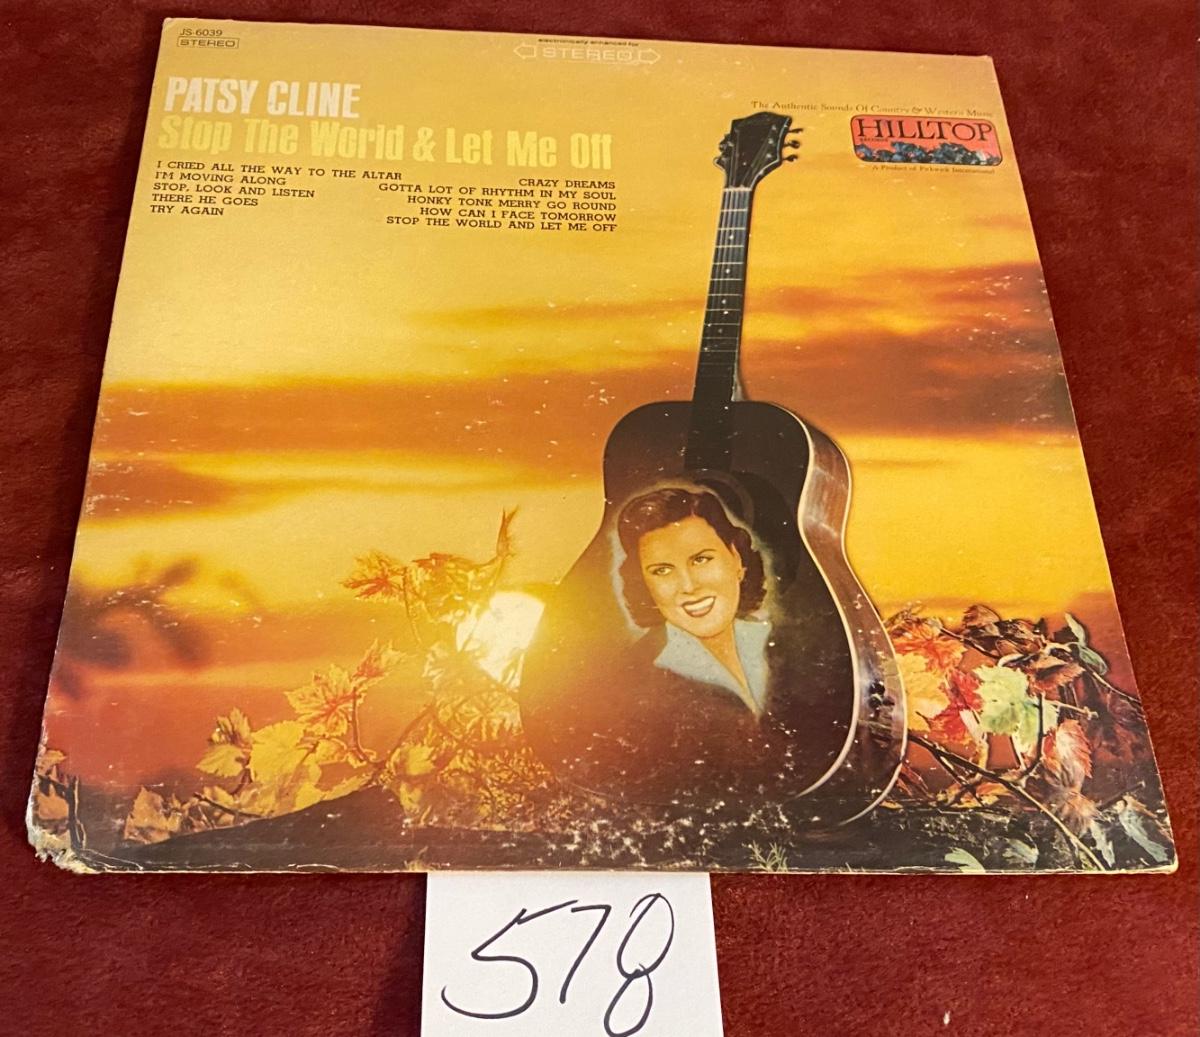 JS-6039
STEREO
electronically enhanced for
STEREO
PATSY CLINE
Stop The World & Let Me Off
I CRIED ALL THE WAY TO THE ALTAR
I'M MOVING ALONG
STOP, LOOK AND LISTEN
THERE HE GOES
TRY AGAIN
CRAZY DREAMS
GOTTA LOT OF RHYTHM IN MY SOUL
HONKY TONK MERRY GO ROUND
HOW CAN I FACE TOMORROW
STOP THE WORLD AND LET ME OFF
The Authentic Sounds Of Country & Western Music
HILLTOP
RECORDS
A Product of Pickwick International
578